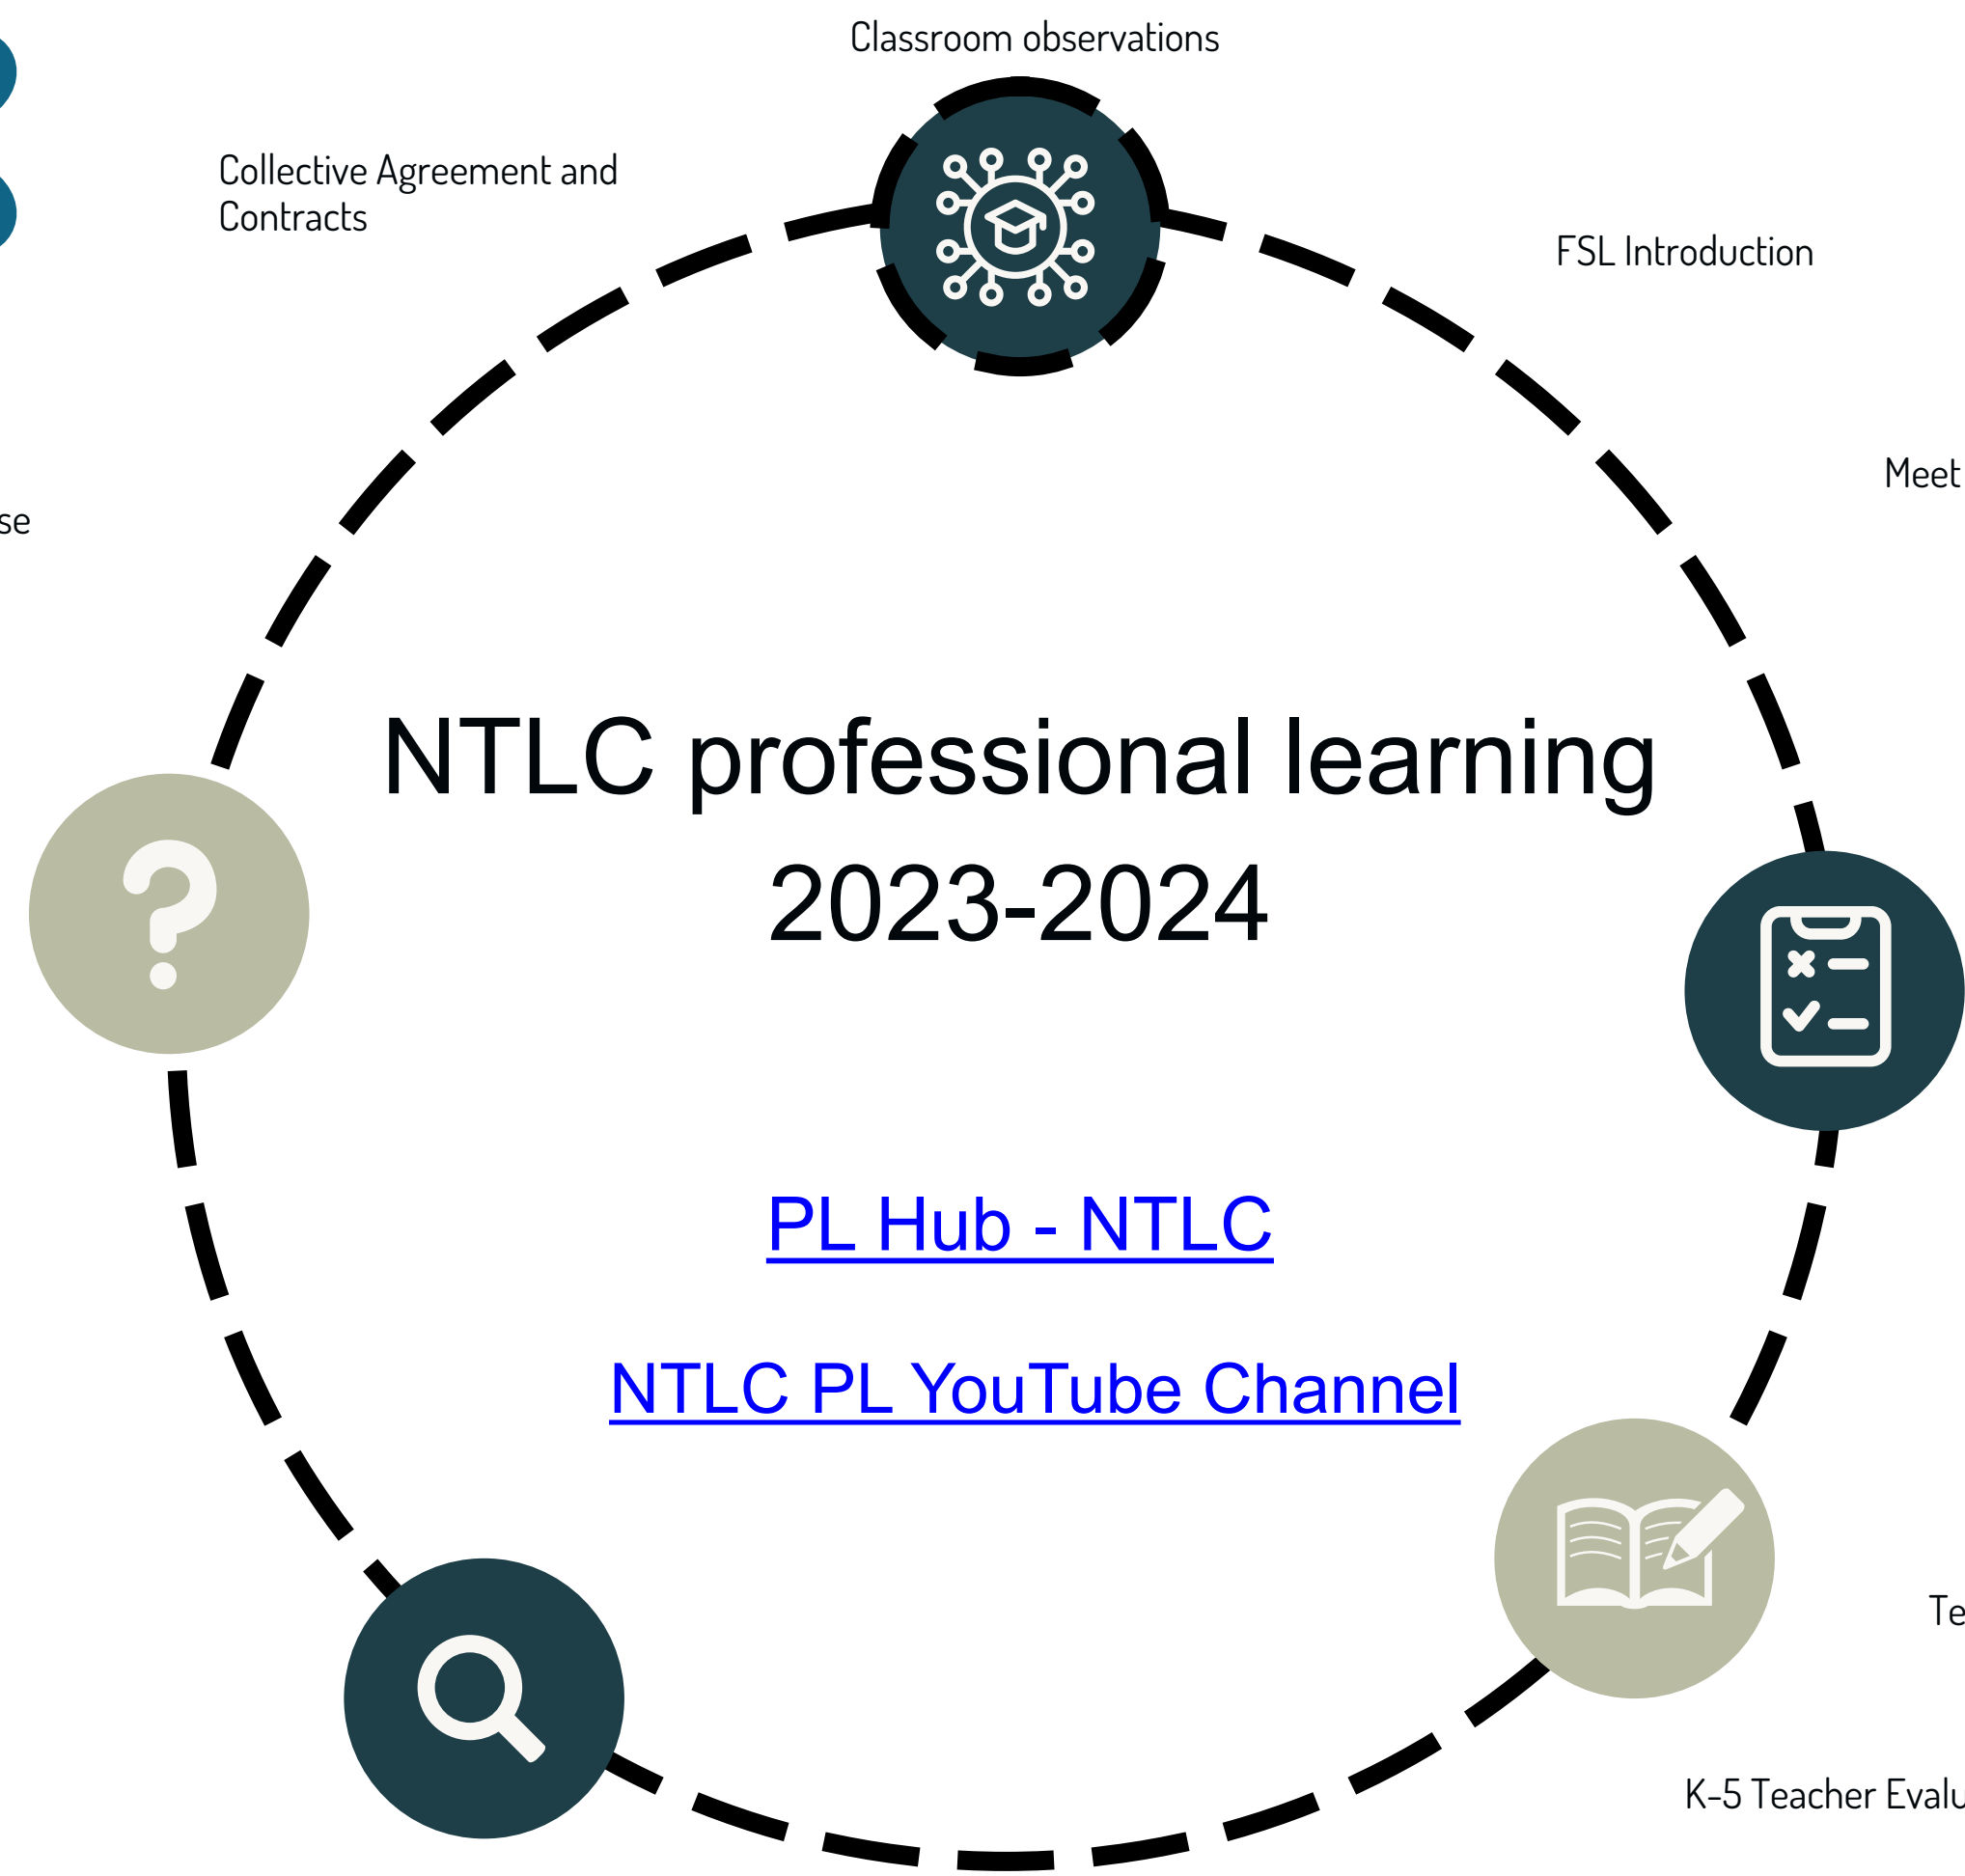 Classroom observations
Collective Agreement and
Contracts
FSL Introduction
Meet
se
NTLC professional learning
2023-2024
PL Hub - NTLC
NTLC PL YouTube Channel
Te
K-5 Teacher Evalu